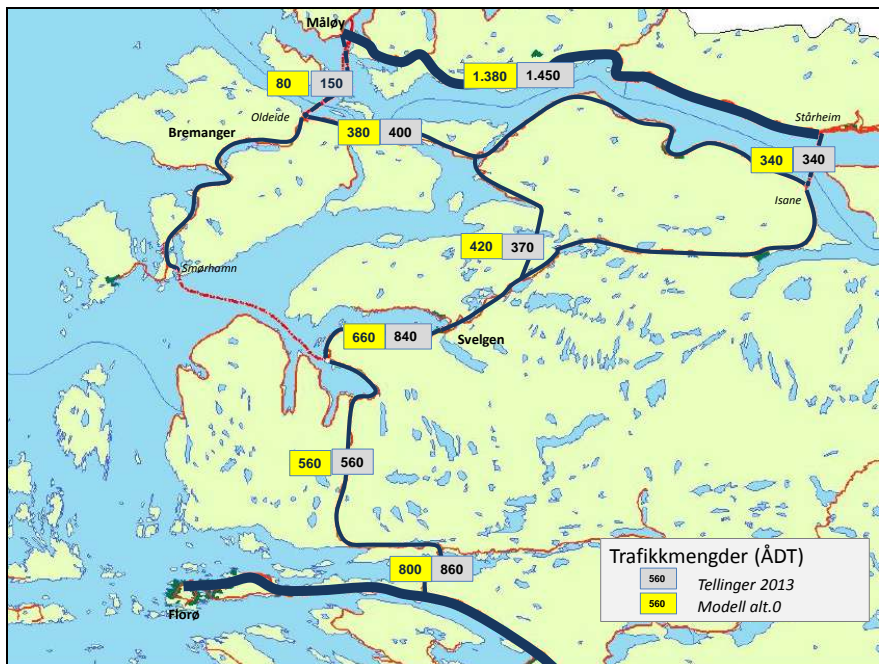 Måløy
1.380 1.450
80 150
Oldeide
Bremanger
380 400
Stårheim
340 340
Isane
420 370
Smørhamn
660 840
Svelgen
560 560
800 860
Florø
Trafikkmengder (ÅDT)
560 Tellinger 2013
560 Modell alt.0